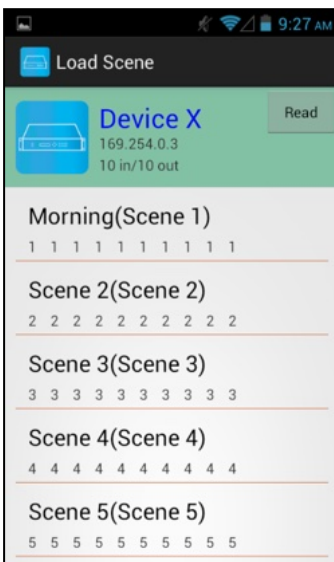 9:27 AM
Load Scene
Device X
Read
169.254.0.3
10 in/10 out
Morning(Scene 1)
1 1 1 1 1 1 1 1 1 1
Scene 2(Scene 2)
2 2 2 2 2 2 2 2 2 2
Scene 3(Scene 3)
3 3 3 3 3 3 3 3 3 3
Scene 4(Scene 4)
4 4 4 4 4 4 4 4 4 4
Scene 5(Scene 5)
5 5 5 5 5 5 5 5 5 5